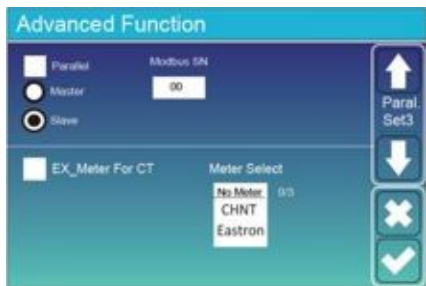 Advanced Function
Parallel
Modbus SN
Master
00
Slave
Paral.
Set3
EX_Meter For CT
Meter Select
No Meter 0/3
CHNT
Eastron